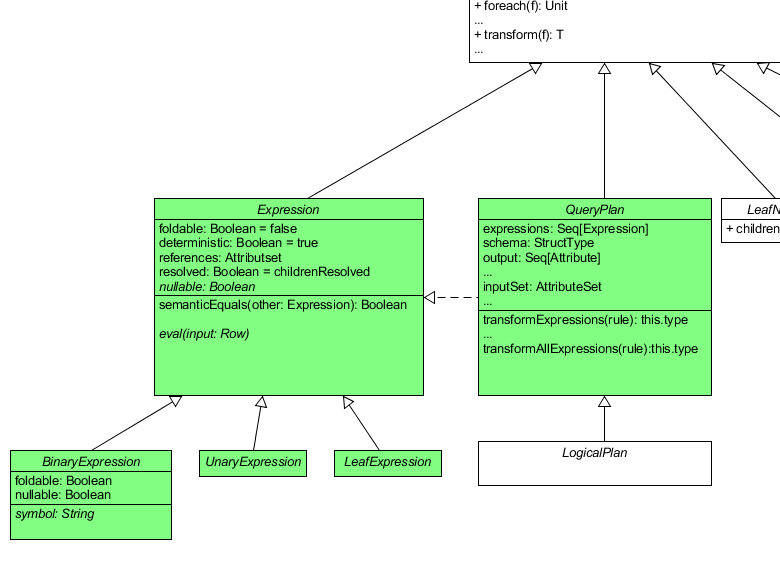 + foreach(f): Unit
...
+ transform(f): T
...
Expression
foldable: Boolean = false
deterministic: Boolean = true
references: Attributset
resolved: Boolean = childrenResolved
nullable: Boolean
semanticEquals(other: Expression): Boolean
eval(input: Row)
QueryPlan
expressions: Seq[Expression]
schema: StructType
output: Seq[Attribute]
...
inputSet: AttributeSet
...
transformExpressions(rule): this.type
...
transformAllExpressions(rule):this.type
LeafN
+ children
BinaryExpression
foldable: Boolean
nullable: Boolean
symbol: String
UnaryExpression
LeafExpression
LogicalPlan